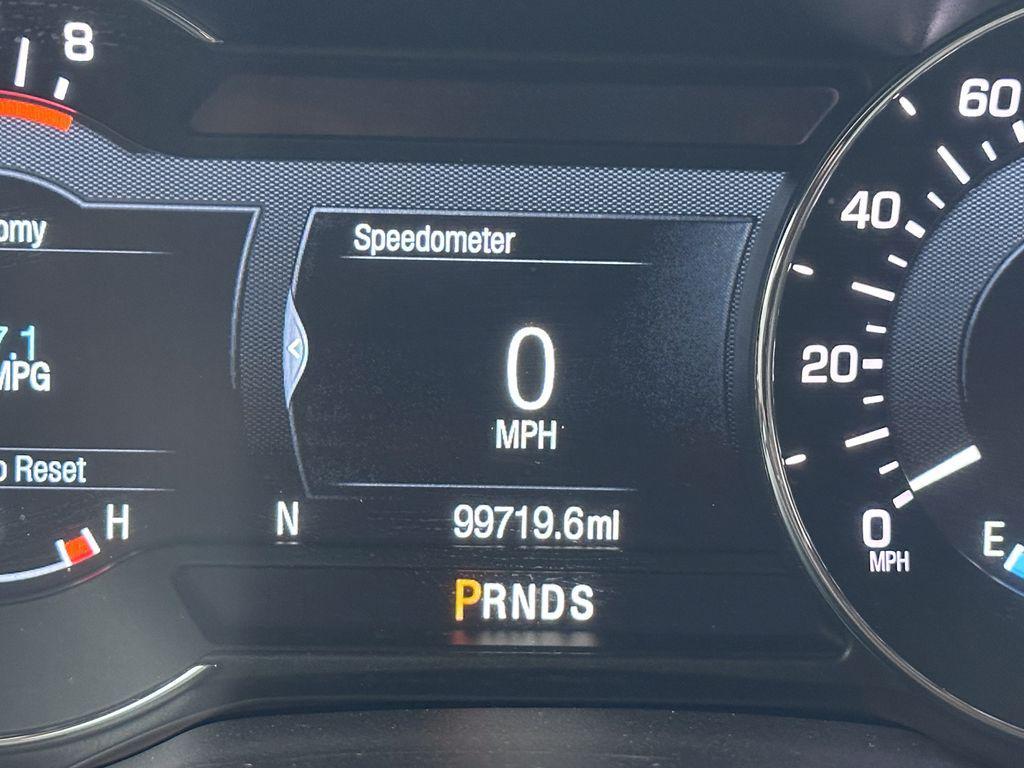 8
60
omy
Speedometer
40
0
7.1
MPG
20
MPH
o Reset
H
N
99719.6mi
0
MPH
E
PRNDS